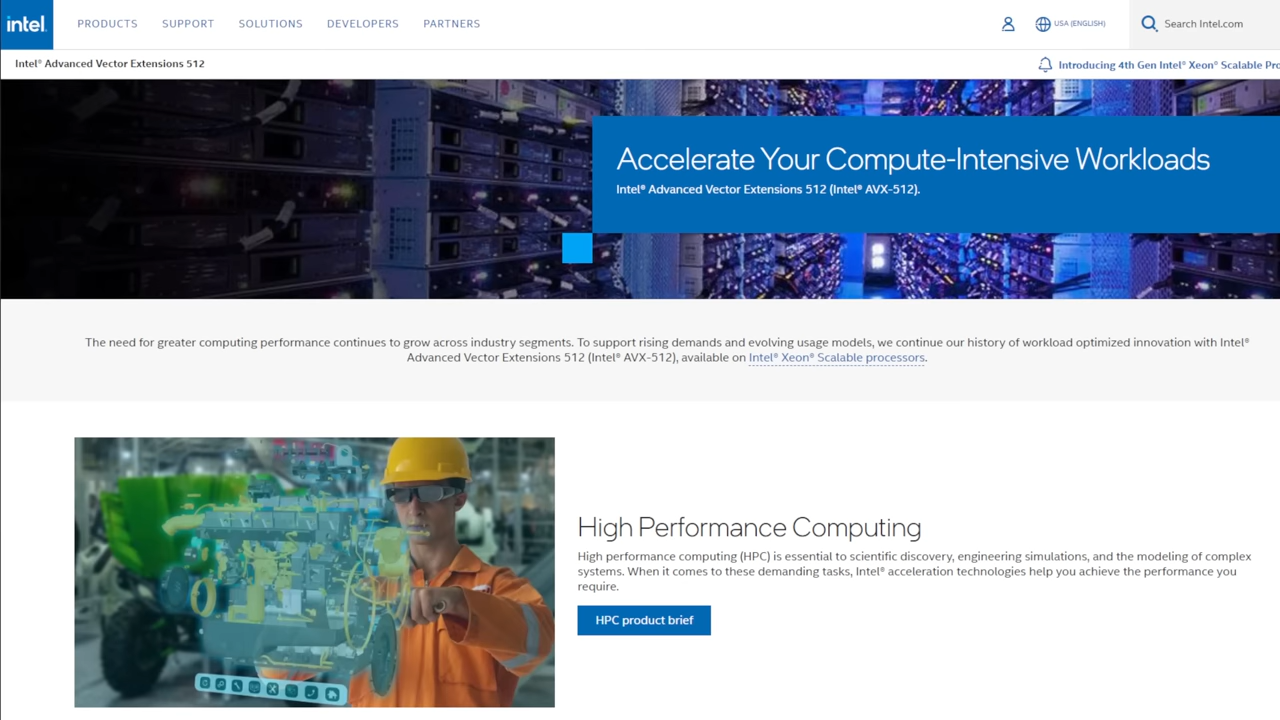 intel.
PRODUCTS SUPPORT SOLUTIONS DEVELOPERS PARTNERS USA (ENGLISH) Search Intel.com
Intel® Advanced Vector Extensions 512 Introducing 4th Gen Intel® Xeon® Scalable Pro
Accelerate Your Compute-Intensive Workloads
Intel® Advanced Vector Extensions 512 (Intel® AVX-512).
The need for greater computing performance continues to grow across industry segments. To support rising demands and evolving usage models, we continue our history of workload optimized innovation with Intel®
Advanced Vector Extensions 512 (Intel® AVX-512), available on Intel® Xeon® Scalable processors.
High Performance Computing
High performance computing (HPC) is essential to scientific discovery, engineering simulations, and the modeling of complex
systems. When it comes to these demanding tasks, Intel® acceleration technologies help you achieve the performance you
require.
HPC product brief